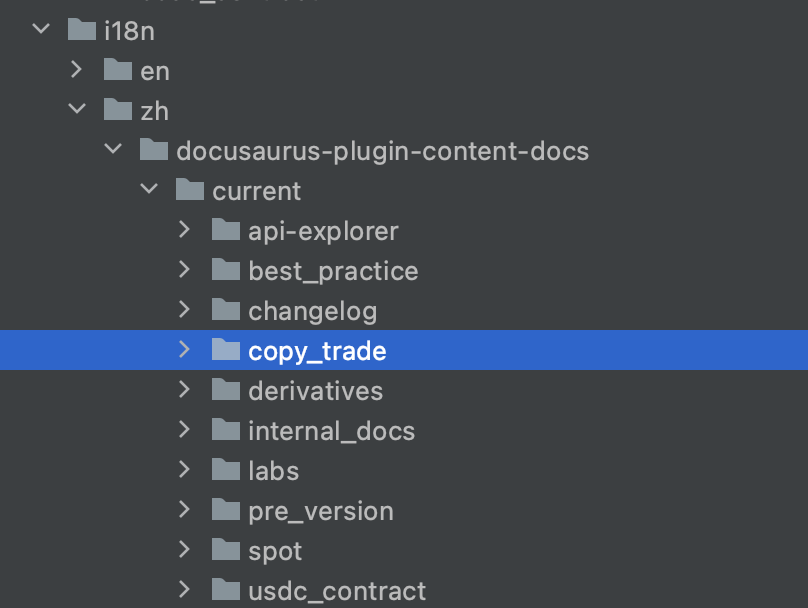 i18n
en
zh
docusaurus-plugin-content-docs
current
api-explorer
best_practice
changelog
copy_trade
derivatives
internal_docs
labs
pre_version
spot
usdc_contract